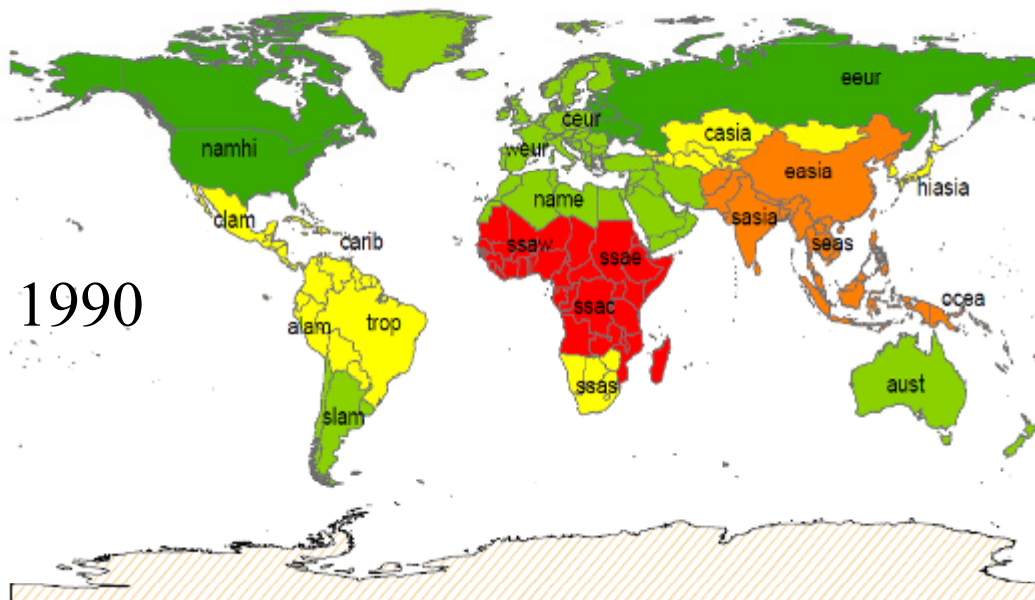 eeur
ceur
casia
namhi
weur
easia
hiasia
name
sasia
clam
carib
ssaw
ssae
seas
1990
ssac
ocea
alam
trop
ssas
aust
slam